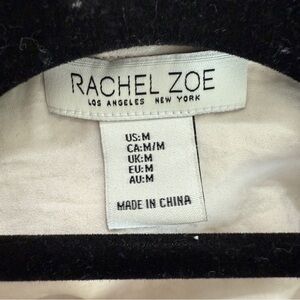 RACHEL ZOE
LOS ANGELES NEW YORK
US:M
CA:M/M
UK:M
EU:M
AU:M
MADE IN CHINA